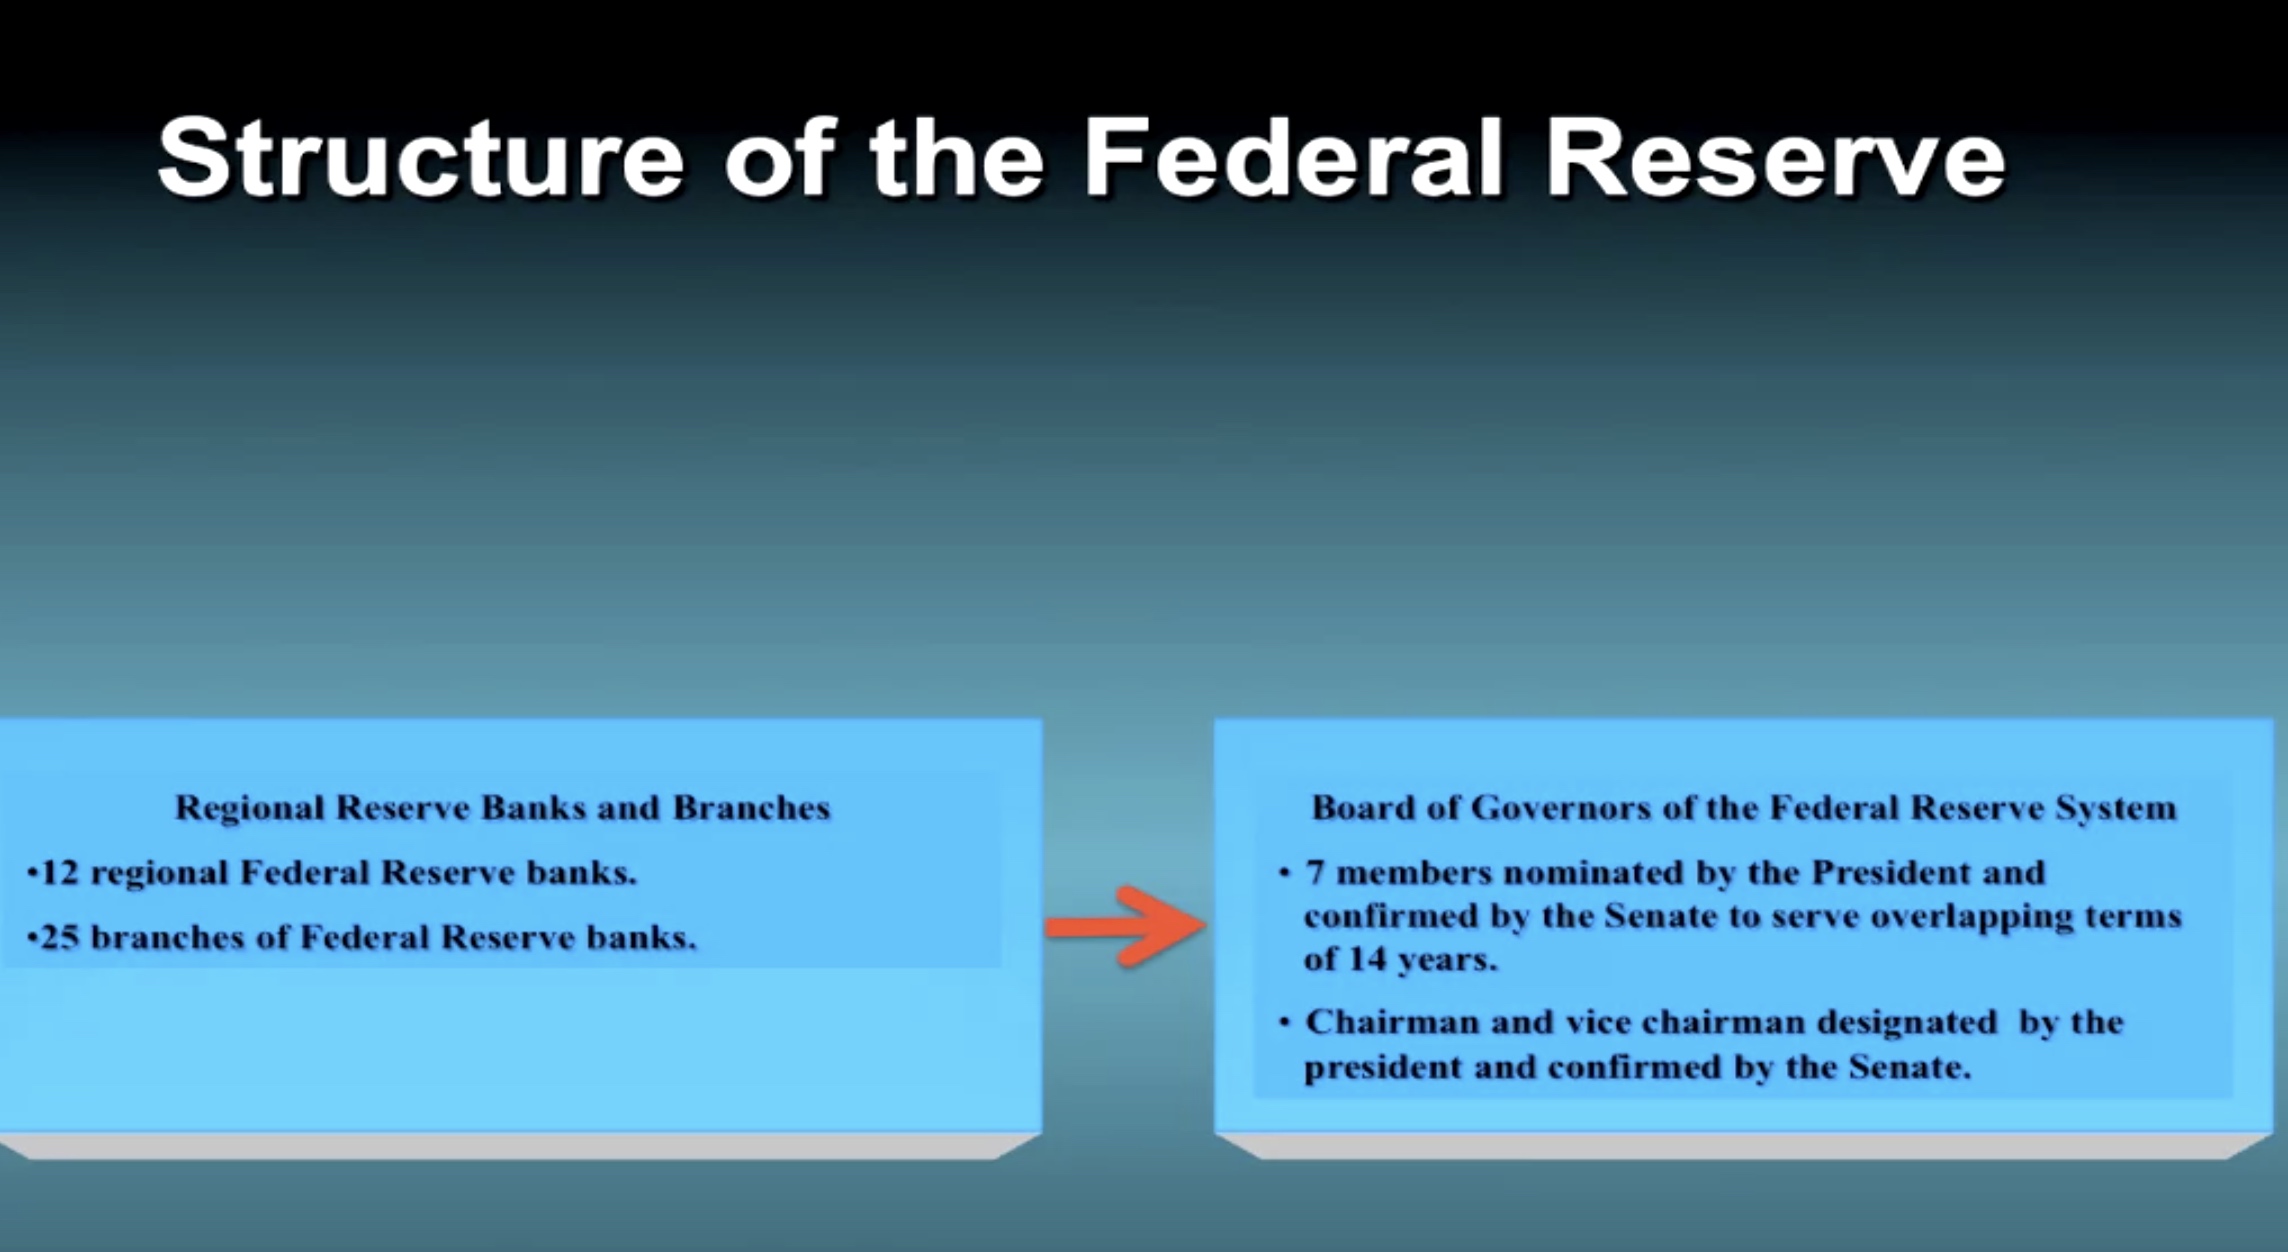 Structure of the Federal Reserve
Regional Reserve Banks and Branches
•12 regional Federal Reserve banks.
•25 branches of Federal Reserve banks.
Board of Governors of the Federal Reserve System
• 7 members nominated by the President and
confirmed by the Senate to serve overlapping terms
of 14 years.
• Chairman and vice chairman designated  by the
president and confirmed by the Senate.